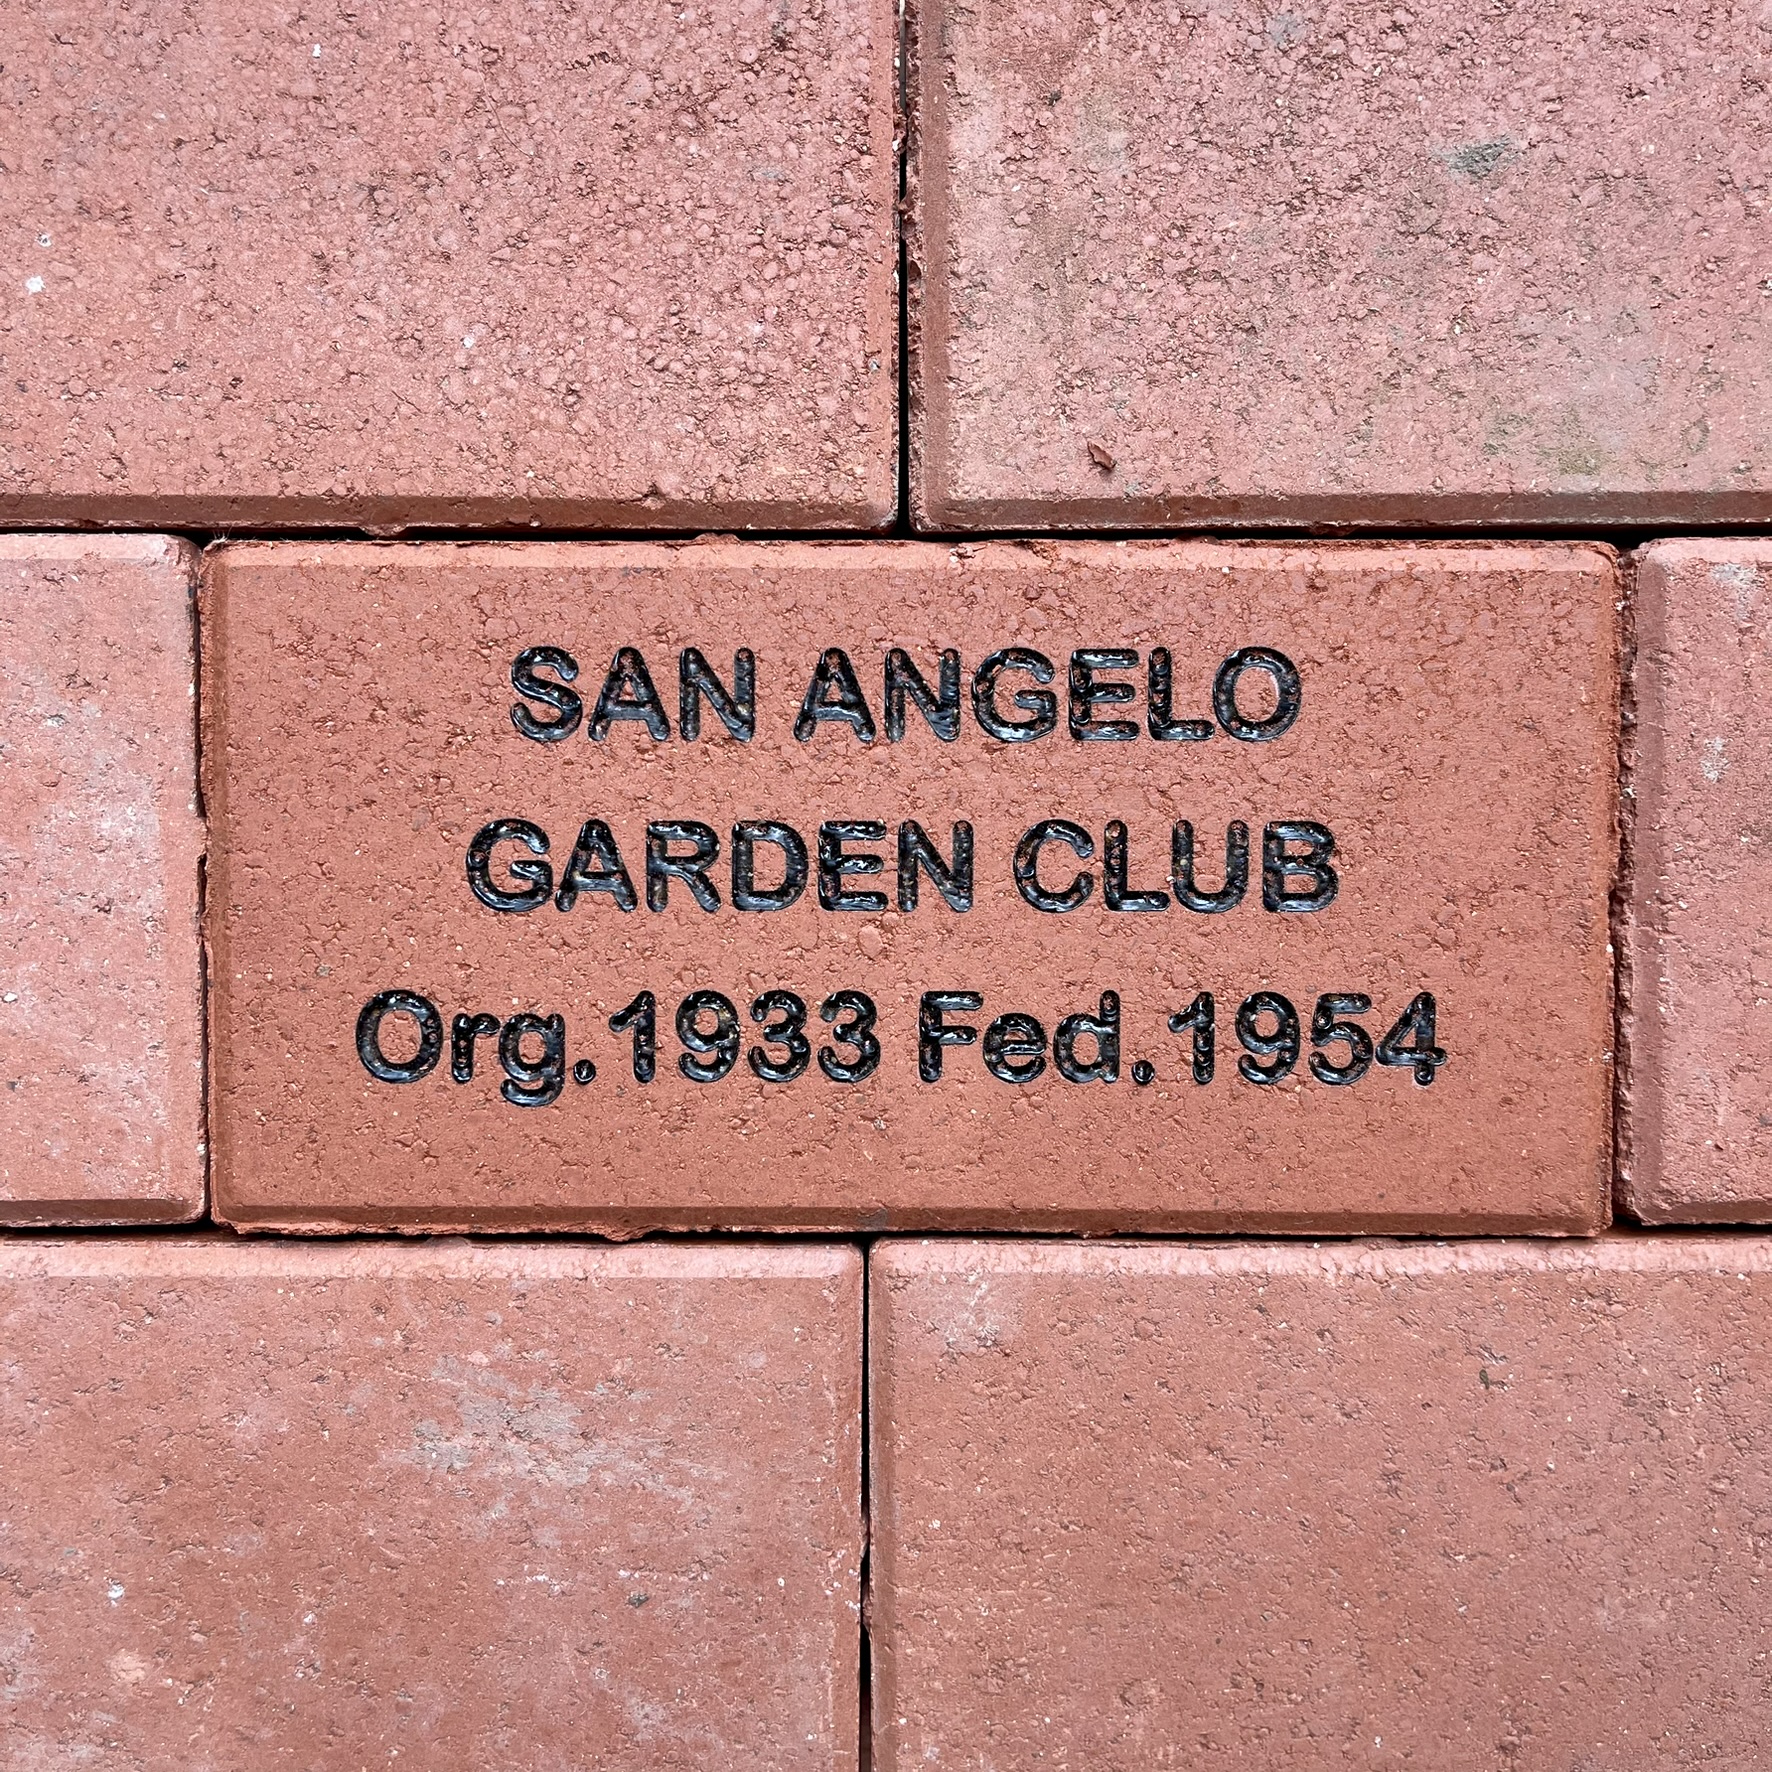 SAN ANGELO
GARDEN CLUB
Org.1933 Fed.1954